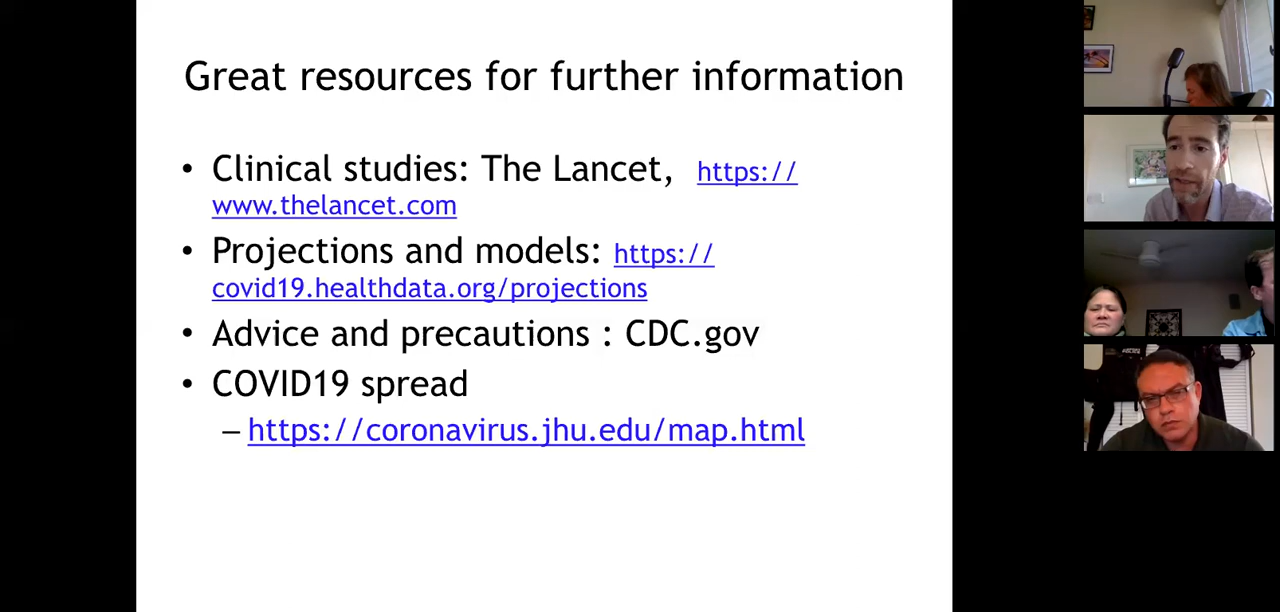 Great resources for further information
• Clinical studies: The Lancet, https://
www.thelancet.com
• Projections and models: https://
covid19.healthdata.org/projections
• Advice and precautions : CDC.gov
• COVID19 spread
– https://coronavirus.jhu.edu/map.html